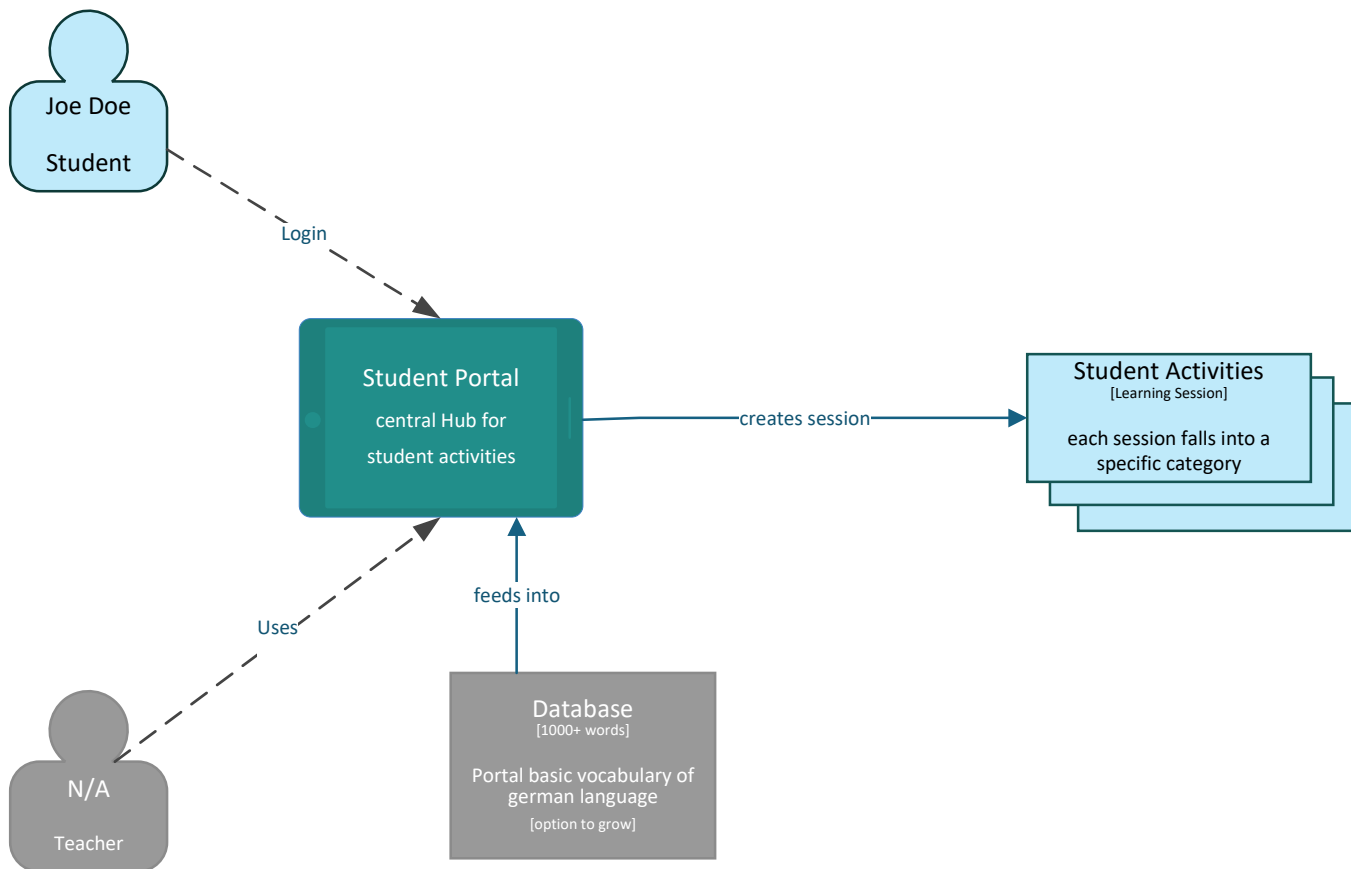 Joe Doe
Student
Login
Student Portal
central Hub for
student activities
creates session
Student Activities
[Learning Session]
each session falls into a
specific category
feeds into
Uses
Database
[1000+ words]
Portal basic vocabulary of
german language
[option to grow]
N/A
Teacher